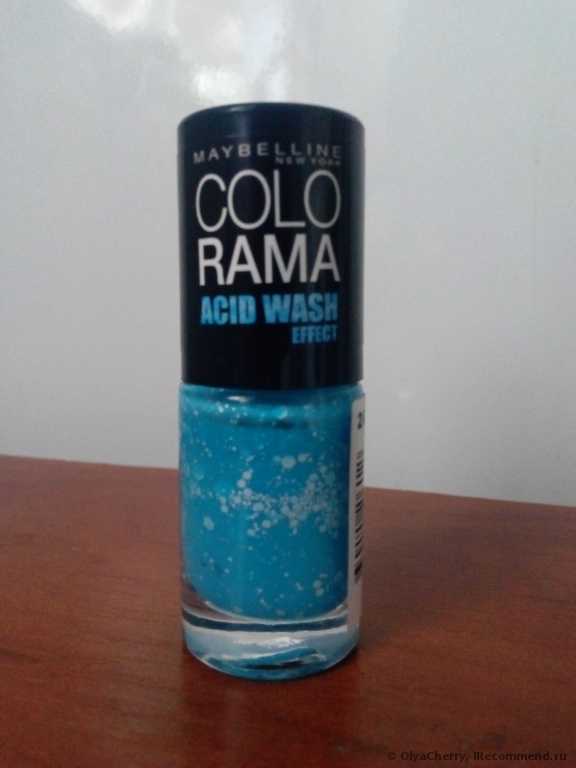 MAYBELLINE
NEW YORK
COLO
RAMA
ACID WASH
EFFECT
© OlyaCherry, IRecommend.ru